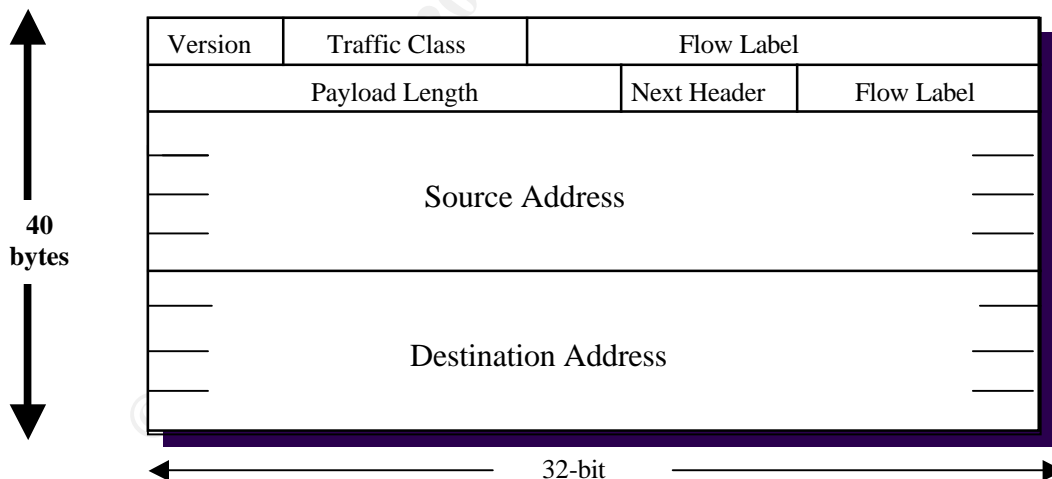 Version Traffic Class Flow Label
Payload Length Next Header Flow Label
Source Address
40
bytes
Destination Address
32-bit